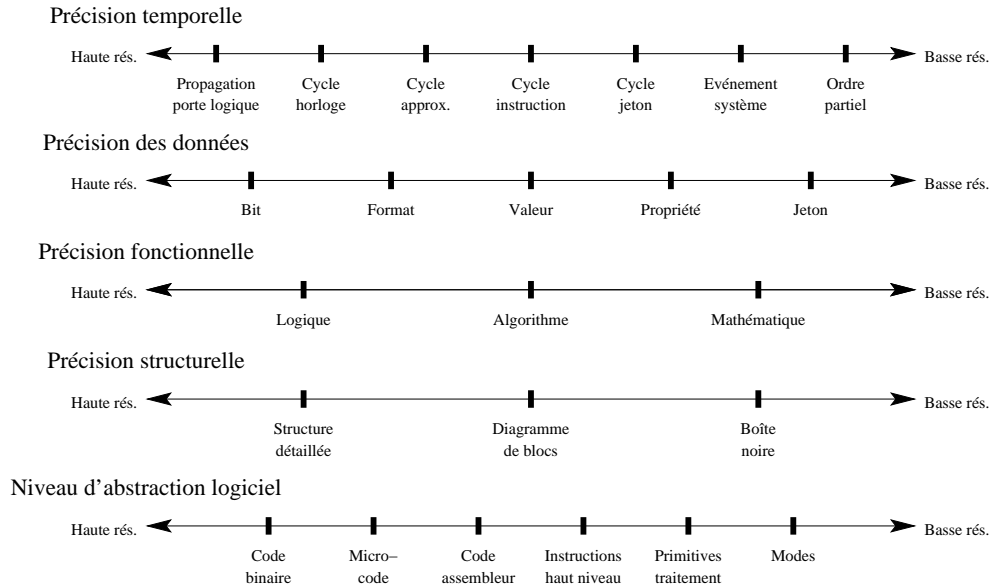 Précision temporelle
Haute rés.
Basse rés.
Propagation Cycle Cycle Cycle Cycle Evénement Ordre
porte logique horloge approx. instruction jeton système partiel
Précision des données
Haute rés.
Basse rés.
Bit Format Valeur Propriété Jeton
Précision fonctionnelle
Haute rés.
Basse rés.
Logique Algorithme Mathématique
Précision structurelle
Haute rés.
Basse rés.
Structure Diagramme Boîte
détaillée de blocs noire
Niveau d'abstraction logiciel
Haute rés.
Basse rés.
Code Micro− Code Instructions Primitives Modes
binaire code assembleur haut niveau traitement